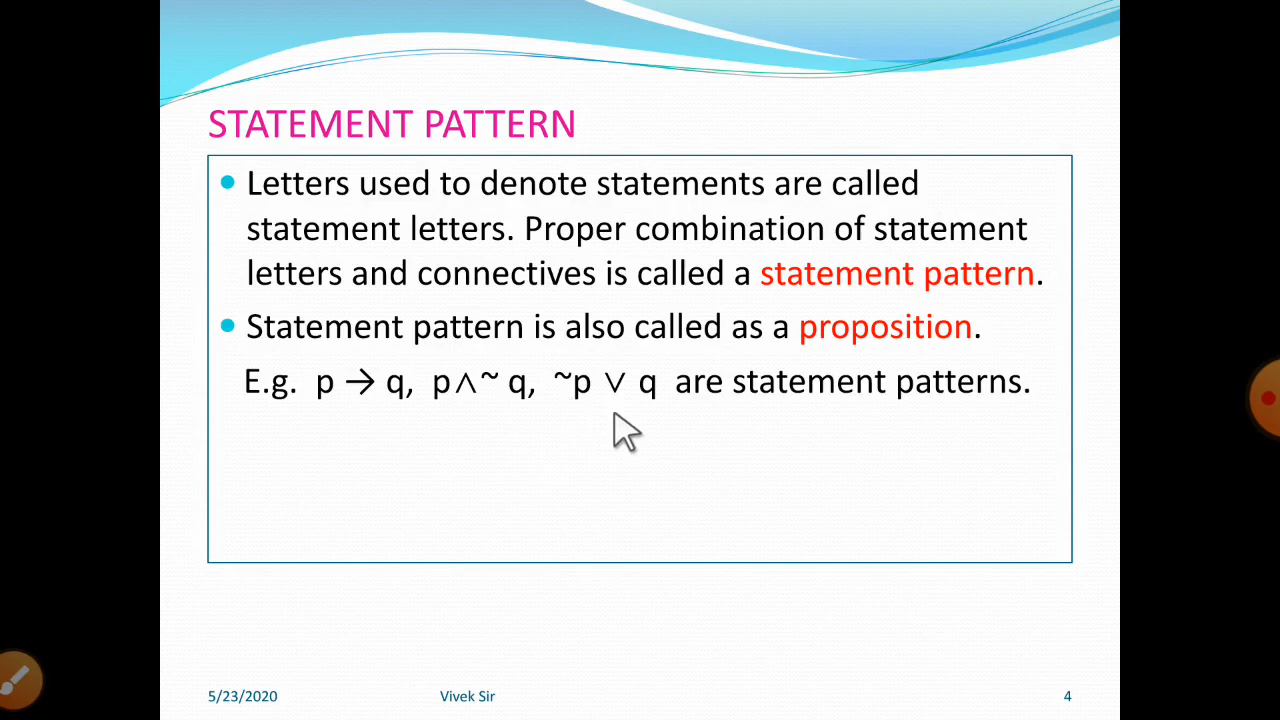 STATEMENT PATTERN
• Letters used to denote statements are called
statement letters. Proper combination of statement
letters and connectives is called a statement pattern.
• Statement pattern is also called as a proposition.
E.g. p → q, p∧~ q, ~p ∨ q are statement patterns.
5/23/2020 Vivek Sir 4